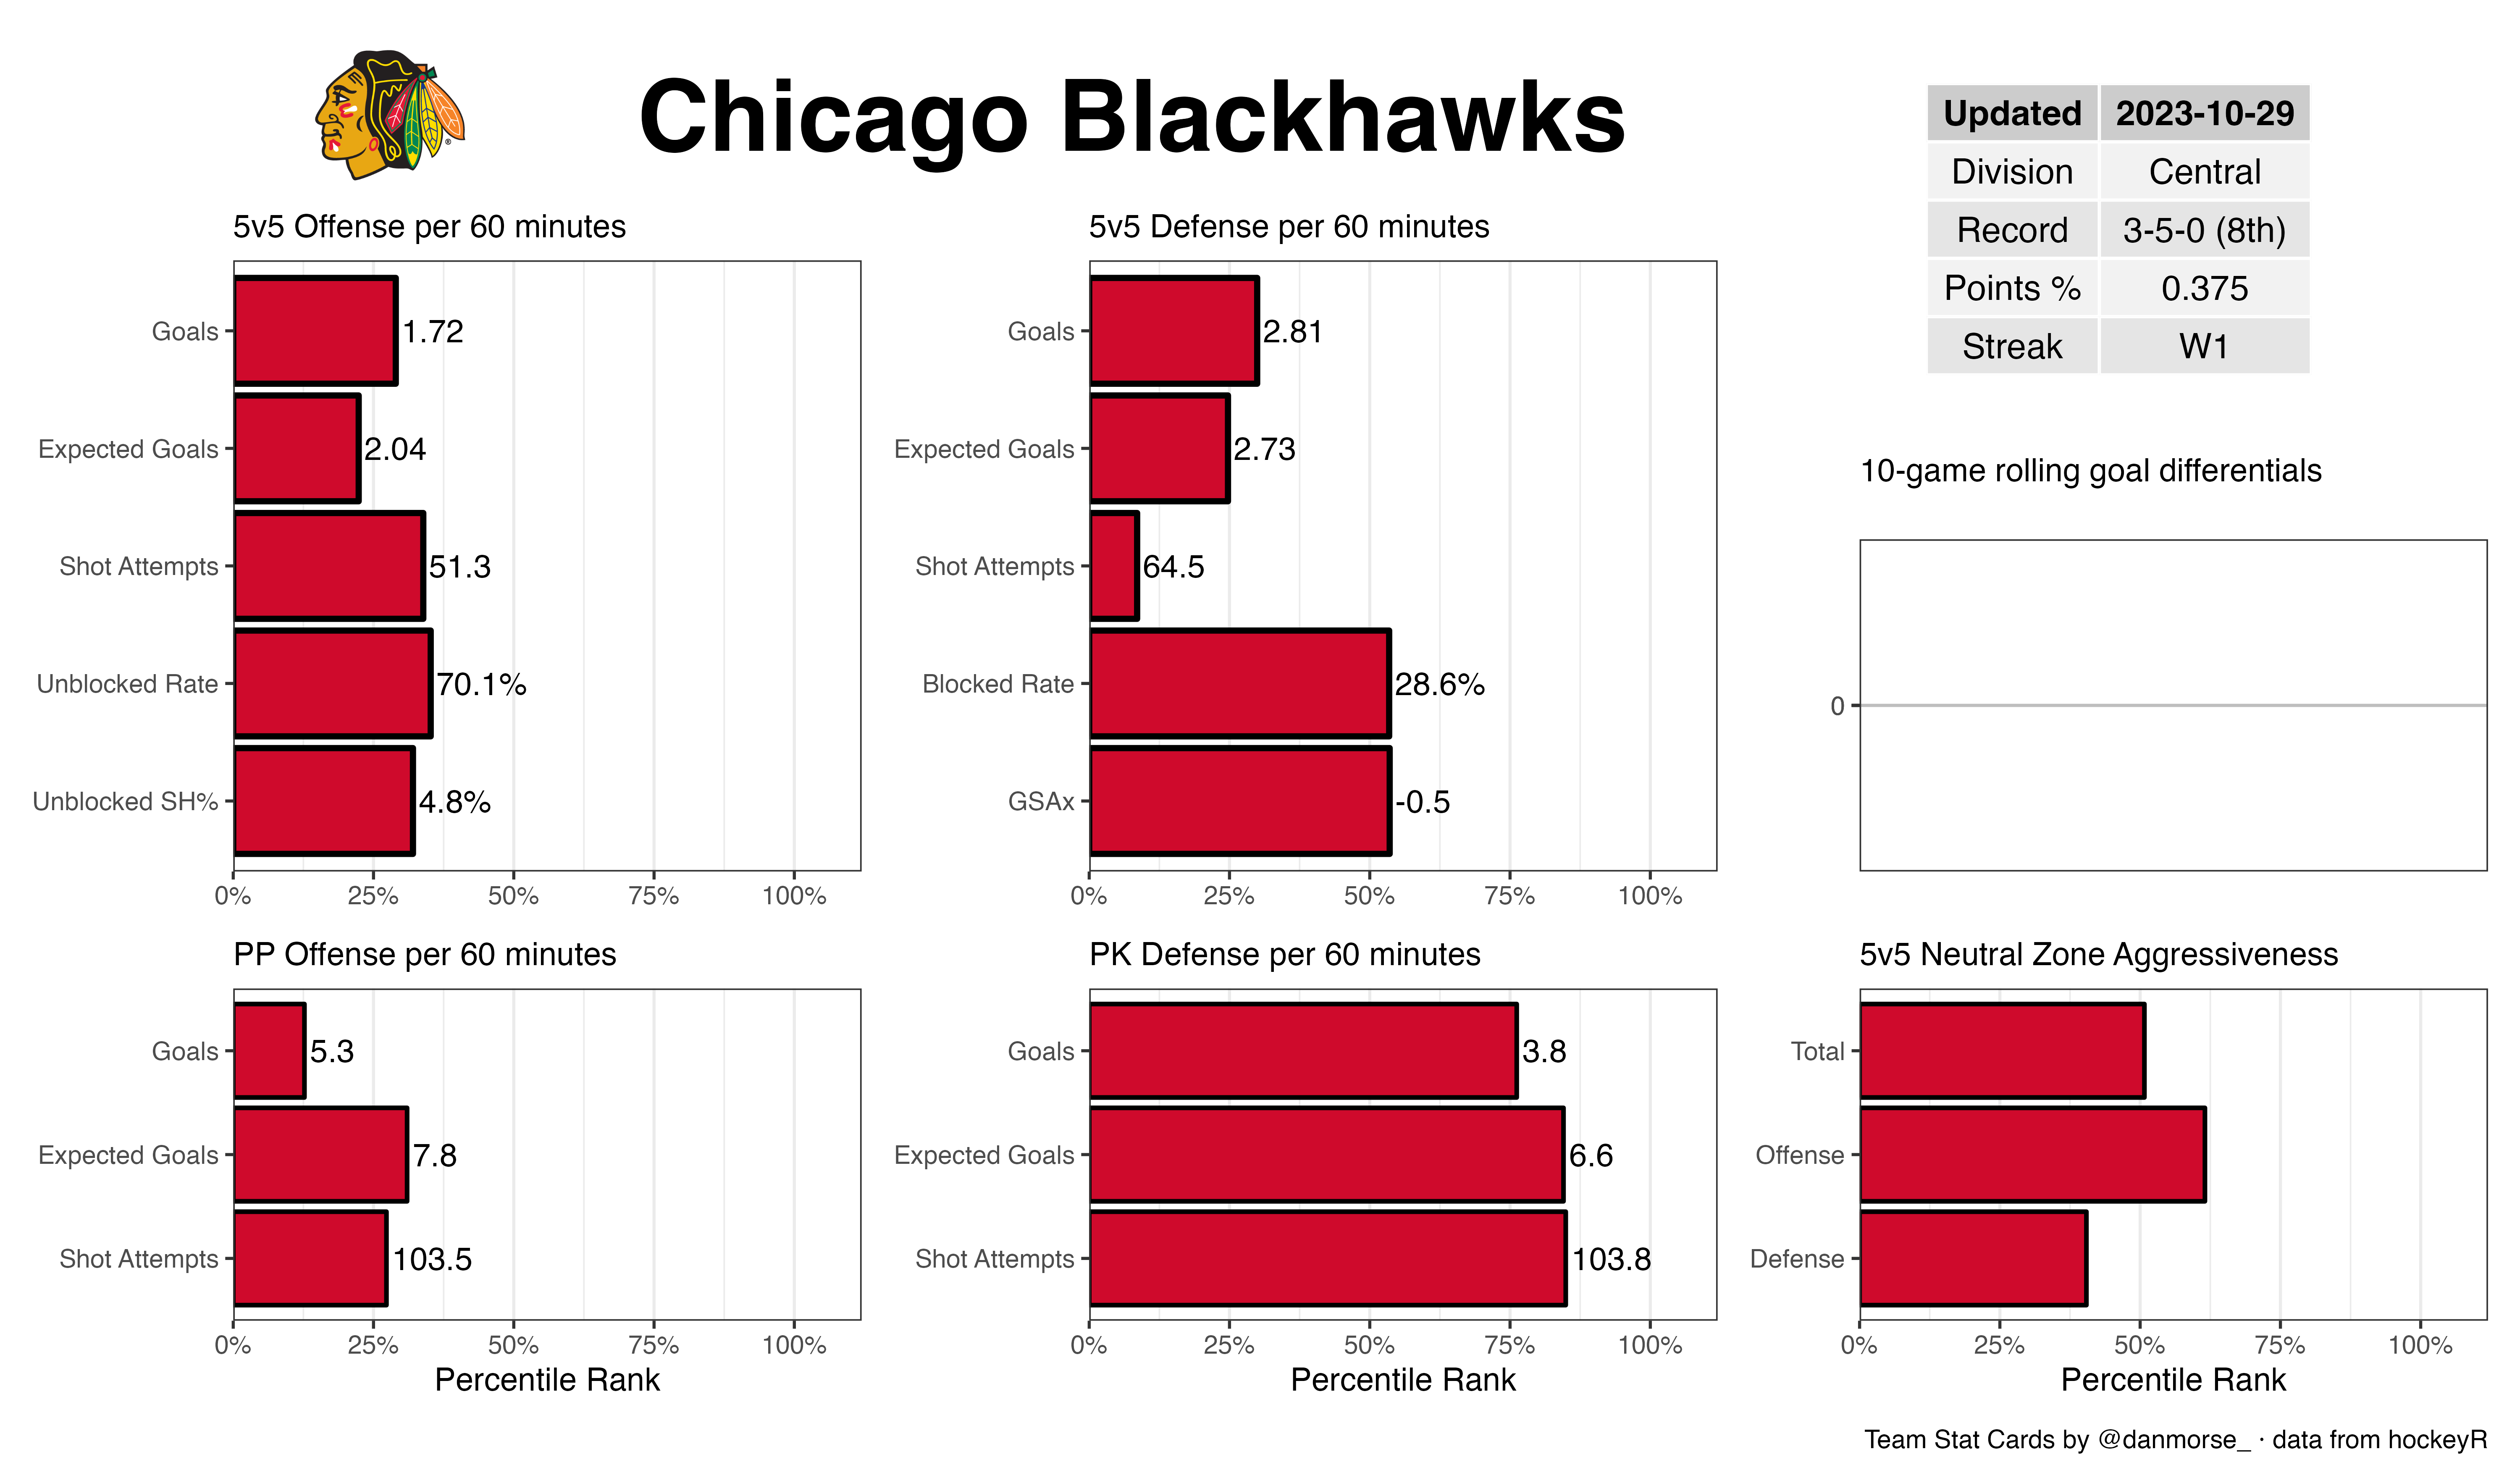 Chicago Blackhawks
Updated 2023-10-29
Division Central
Record 3-5-0 (8th)
Points % 0.375
Streak W1
5v5 Offense per 60 minutes
Goals 1.72
Expected Goals 2.04
Shot Attempts 51.3
Unblocked Rate 70.1%
Unblocked SH% 4.8%
0% 25% 50% 75% 100%
5v5 Defense per 60 minutes
Goals 2.81
Expected Goals 2.73
Shot Attempts 64.5
Blocked Rate 28.6%
GSAx -0.5
0% 25% 50% 75% 100%
10-game rolling goal differentials
0
PP Offense per 60 minutes
Goals 5.3
Expected Goals 7.8
Shot Attempts 103.5
0% 25% 50% 75% 100%
Percentile Rank
PK Defense per 60 minutes
Goals 3.8
Expected Goals 6.6
Shot Attempts 103.8
0% 25% 50% 75% 100%
Percentile Rank
5v5 Neutral Zone Aggressiveness
Total
Offense
Defense
0% 25% 50% 75% 100%
Percentile Rank
Team Stat Cards by @danmorse_ · data from hockeyR